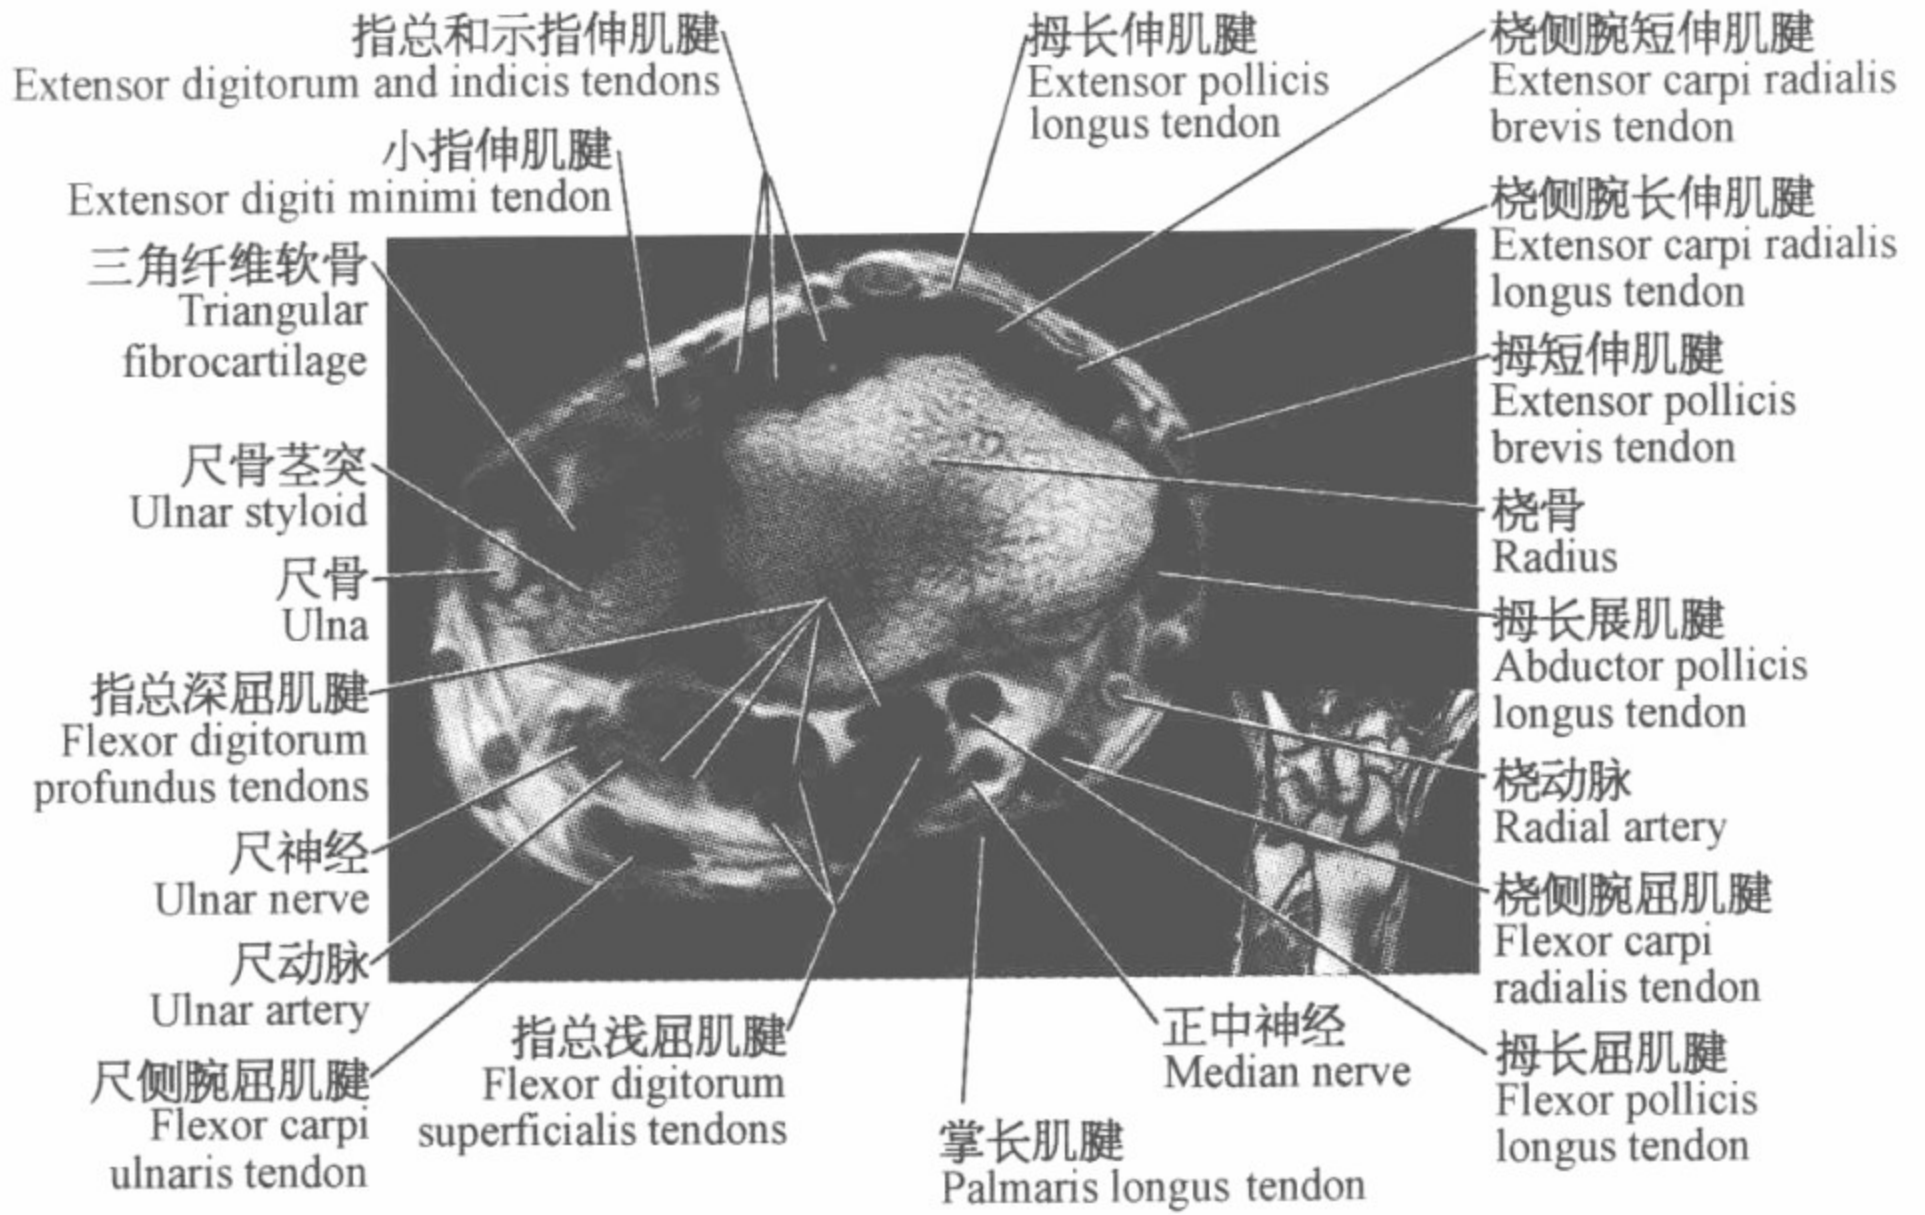 指总和示指伸肌腱
Extensor digitorum and indicis tendons
小指伸肌腱
Extensor digiti minimi tendon
三角纤维软骨
Triangular
fibrocartilage
尺骨茎突
Ulnar styloid
尺骨
Ulna
指总深屈肌腱
Flexor digitorum
profundus tendons
尺神经
Ulnar nerve
尺动脉
Ulnar artery
尺侧腕屈肌腱
Flexor carpi
ulnaris tendon
指总浅屈肌腱
Flexor digitorum
superficialis tendons
掌长肌腱
Palmaris longus tendon
正中神经
Median nerve
拇长伸肌腱
Extensor pollicis
longus tendon
桡侧腕短伸肌腱
Extensor carpi radialis
brevis tendon
桡侧腕长伸肌腱
Extensor carpi radialis
longus tendon
拇短伸肌腱
Extensor pollicis
brevis tendon
桡骨
Radius
拇长展肌腱
Abductor pollicis
longus tendon
桡动脉
Radial artery
桡侧腕屈肌腱
Flexor carpi
radialis tendon
拇长屈肌腱
Flexor pollicis
longus tendon